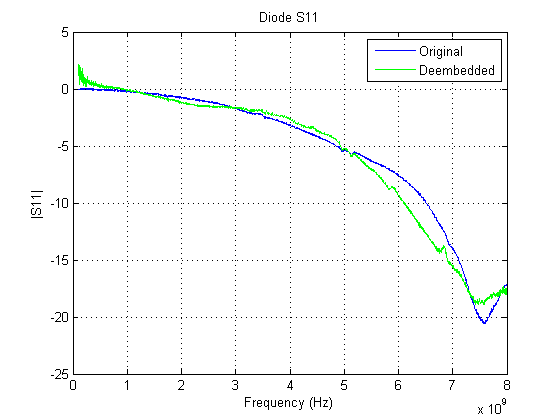 Diode S11
5
0
-5
-10
-15
-20
-25
|S11|
Original
Deembedded
0 1 2 3 4 5 6 7 8
Frequency (Hz)
x 10^9